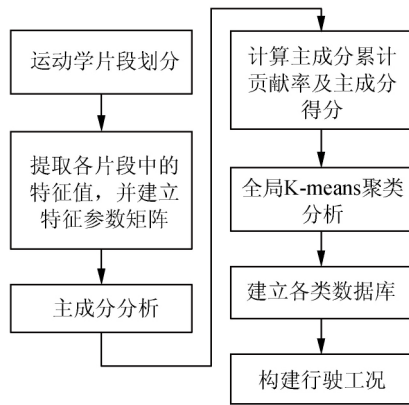 运动学片段划分
提取各片段中的
特征值，并建立
特征参数矩阵
主成分分析
计算主成分累计
贡献率及主成分
得分
全局K-means聚类
分析
建立各类数据库
构建行驶工况